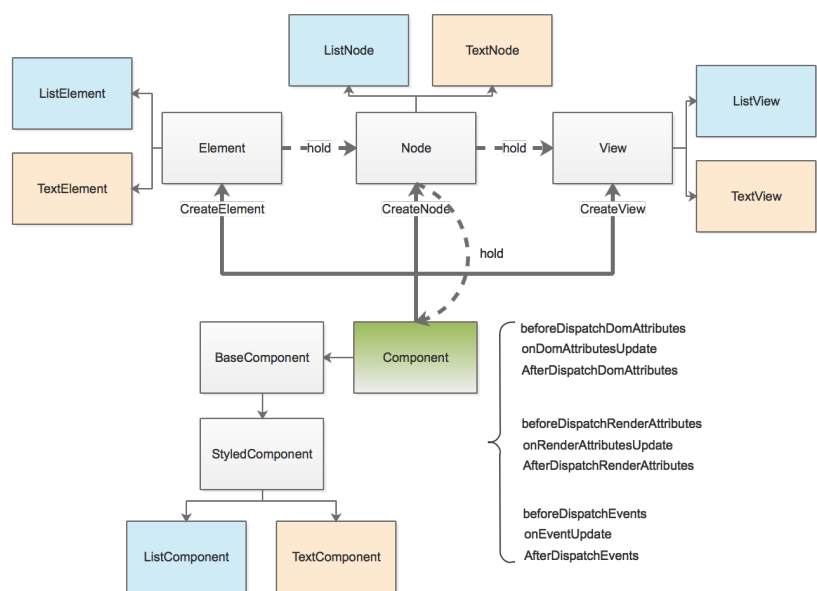 ListNode
TextNode
ListElement
ListView
Element
hold
Node
hold
View
TextElement
TextView
CreateElement
CreateNode
CreateView
hold
beforeDispatchDomAttributes
onDomAttributesUpdate
AfterDispatchDomAttributes
BaseComponent
Component
beforeDispatchRenderAttributes
onRenderAttributesUpdate
AfterDispatchRenderAttributes
StyledComponent
beforeDispatchEvents
onEventUpdate
AfterDispatchEvents
ListComponent
TextComponent